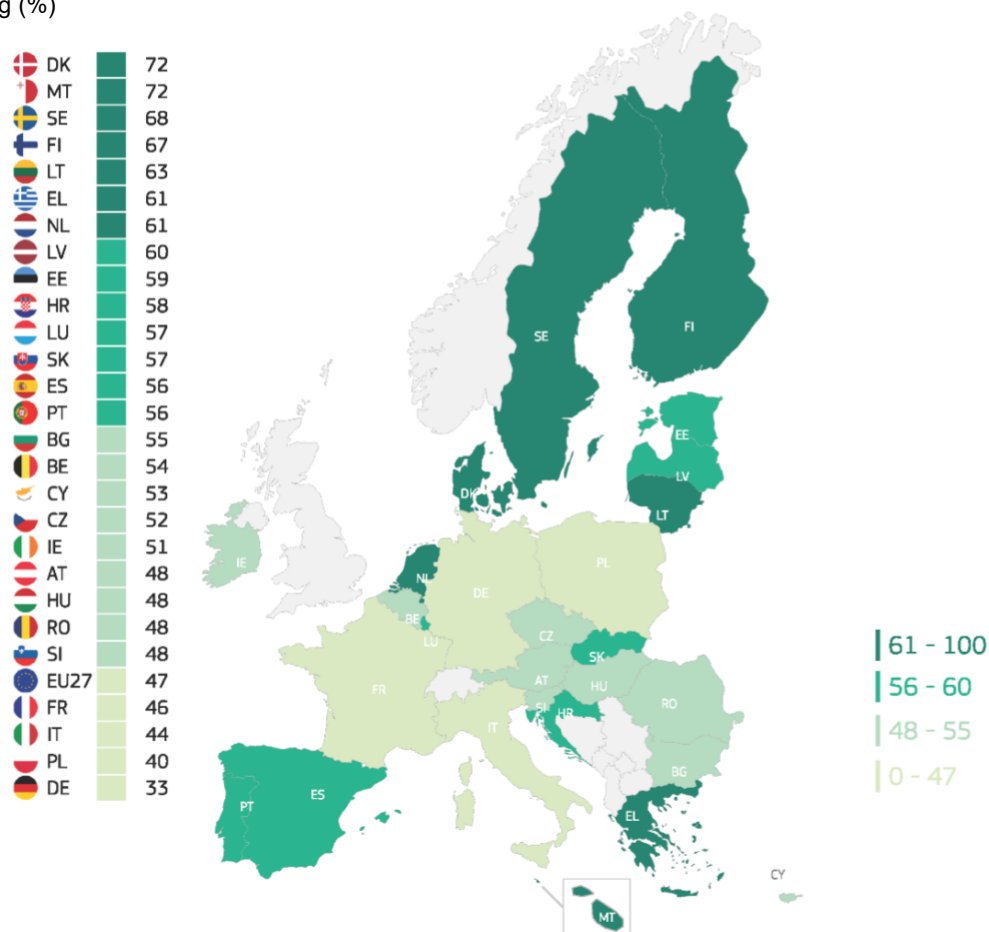 g (%)
DK 72
MT 72
SE 68
FI 67
LT 63
EL 61
NL 61
LV 60
EE 59
HR 58
LU 57
SK 57
ES 56
PT 56
BG 55
BE 54
CY 53
CZ 52
IE 51
AT 48
HU 48
RO 48
SI 48
EU27 47
FR 46
IT 44
PL 40
DE 33
SE
FI
EE
LV
LT
DK
IE
NL
PL
DE
BE
LU
CZ
SK
FR
AT
HU
SI
HR
RO
IT
BG
PT
ES
EL
CY
MT
61 - 100
56 - 60
48 - 55
0 - 47